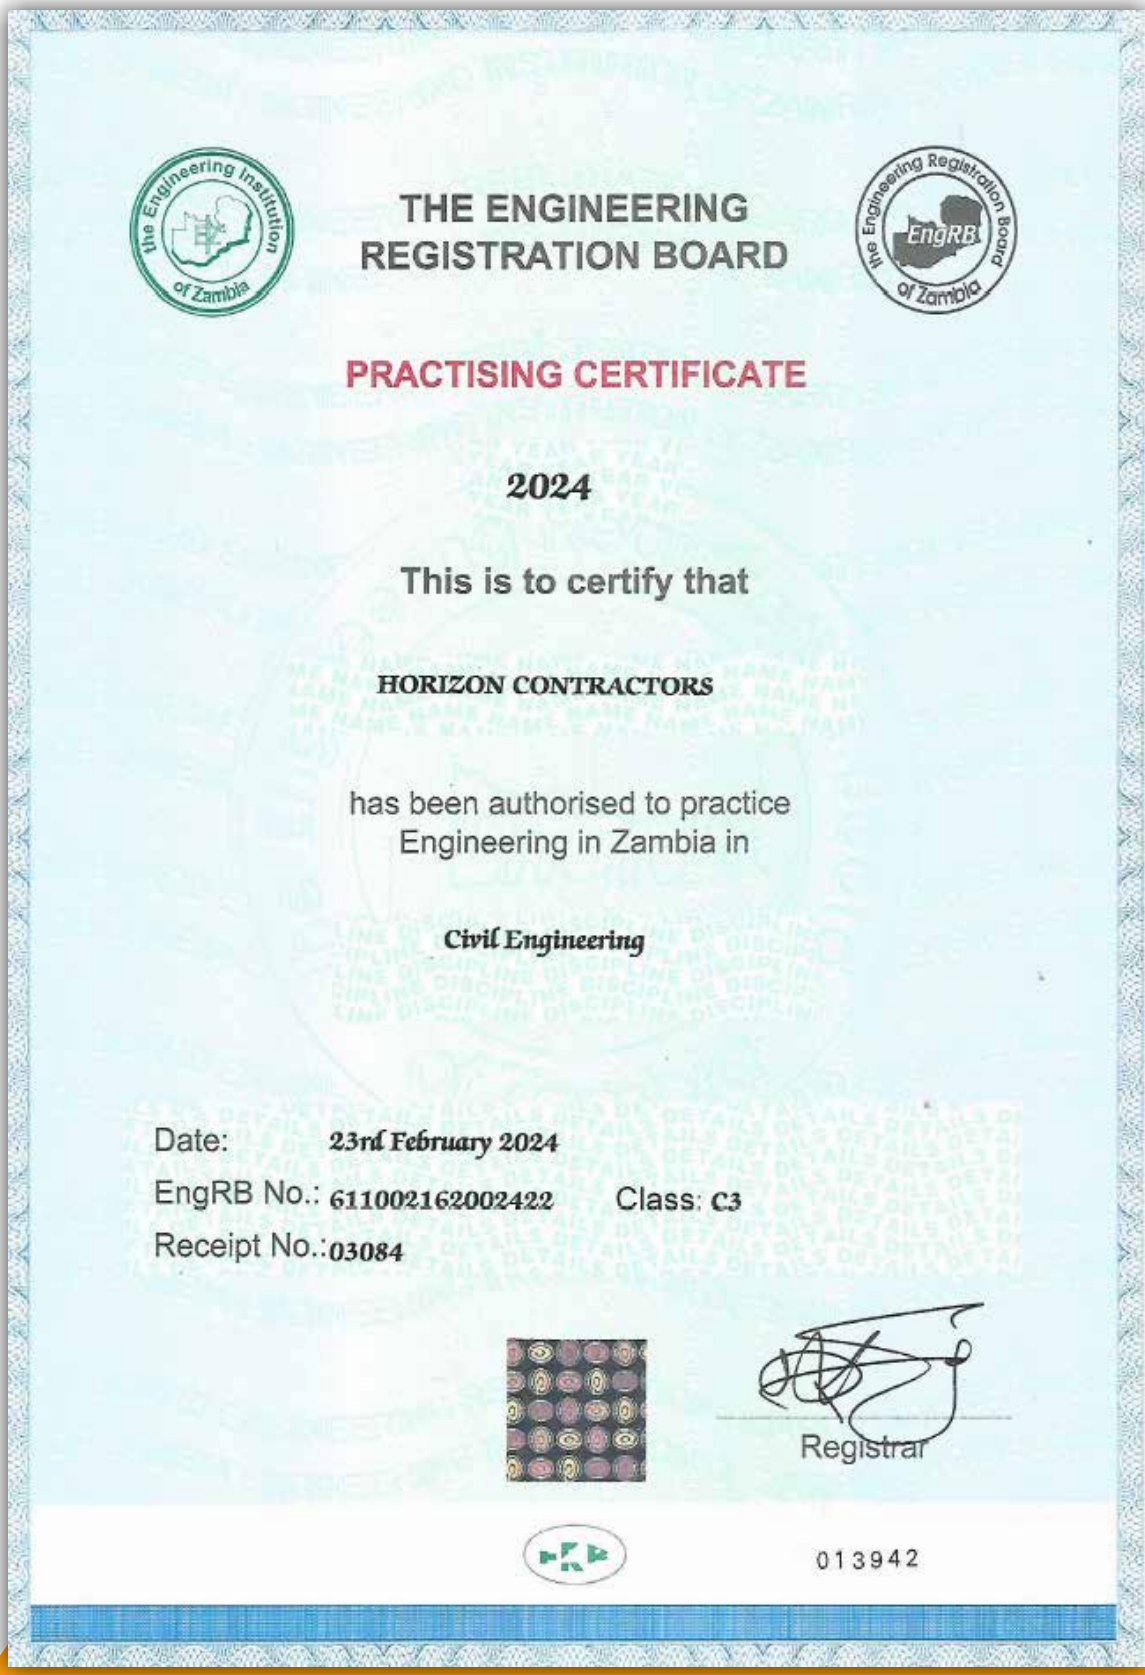 the Engineering Institution
of Zambia
THE ENGINEERING
REGISTRATION BOARD
the Engineering Registration Board
EngRB
of Zambia
PRACTISING CERTIFICATE
2024
This is to certify that
HORIZON CONTRACTORS
has been authorised to practice
Engineering in Zambia in
Civil Engineering
Date: 23rd February 2024
EngRB No.: 611002162002422 Class: C3
Receipt No.: 03084
Registrar
013942